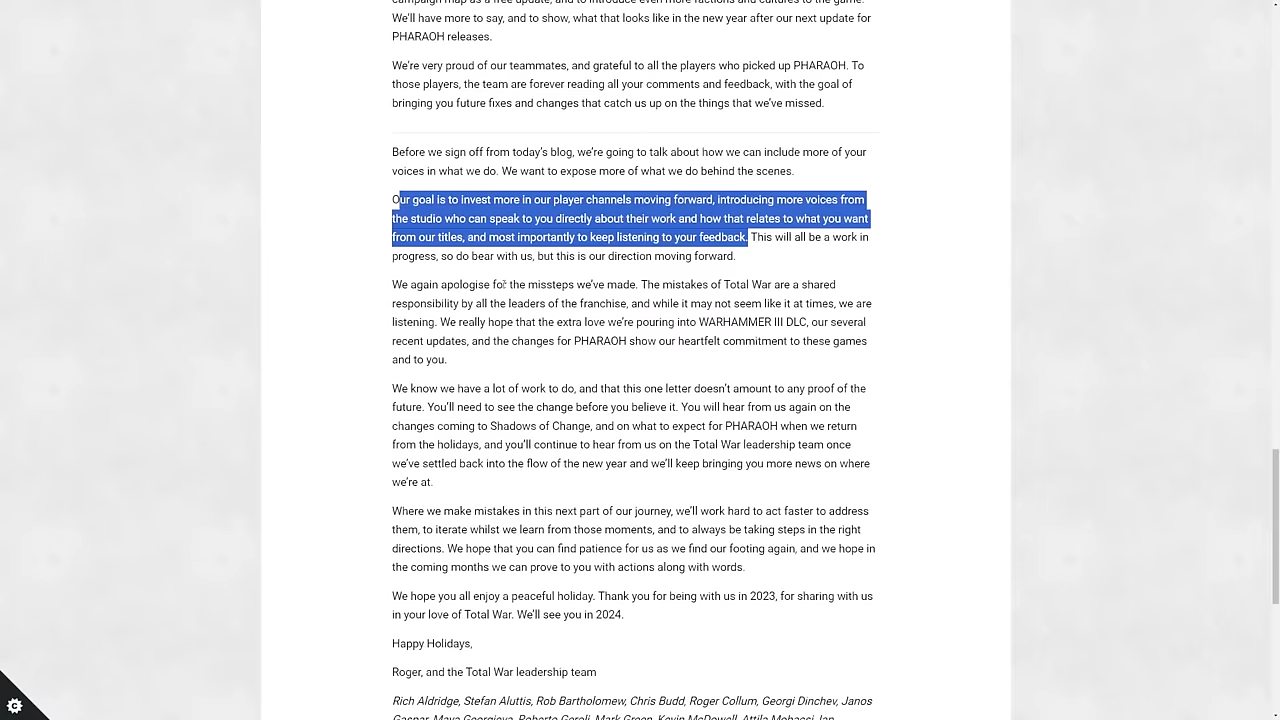 campaign map as a free update, and to introduce even more factions and cultures to the game.
We'll have more to say, and to show, what that looks like in the new year after our next update for
PHARAOH releases.
We're very proud of our teammates, and grateful to all the players who picked up PHARAOH. To
those players, the team are forever reading all your comments and feedback, with the goal of
bringing you future fixes and changes that catch us up on the things that we've missed.
Before we sign off from today's blog, we're going to talk about how we can include more of your
voices in what we do. We want to expose more of what we do behind the scenes.
Our goal is to invest more in our player channels moving forward, introducing more voices from
the studio who can speak to you directly about their work and how that relates to what you want
from our titles, and most importantly to keep listening to your feedback. This will all be a work in
progress, so do bear with us, but this is our direction moving forward.
We again apologise for the missteps we've made. The mistakes of Total War are a shared
responsibility by all the leaders of the franchise, and while it may not seem like it at times, we are
listening. We really hope that the extra love we're pouring into WARHAMMER III DLC, our several
recent updates, and the changes for PHARAOH show our heartfelt commitment to these games
and to you.
We know we have a lot of work to do, and that this one letter doesn't amount to any proof of the
future. You'll need to see the change before you believe it. You will hear from us again on the
changes coming to Shadows of Change, and on what to expect for PHARAOH when we return
from the holidays, and you'll continue to hear from us on the Total War leadership team once
we've settled back into the flow of the new year and we'll keep bringing you more news on where
we're at.
Where we make mistakes in this next part of our journey, we'll work hard to act faster to address
them, to iterate whilst we learn from those moments, and to always be taking steps in the right
directions. We hope that you can find patience for us as we find our footing again, and we hope in
the coming months we can prove to you with actions along with words.
We hope you all enjoy a peaceful holiday. Thank you for being with us in 2023, for sharing with us
in your love of Total War. We'll see you in 2024.
Happy Holidays,
Roger, and the Total War leadership team
Rich Aldridge, Stefan Aluttis, Rob Bartholomew, Chris Budd, Roger Collum, Georgi Dinchev, Janos
Gaspar, Maya Georgieva, Roberto Geroli, Mark Green, Kevin McDowell, Attila Mohacsi, Ian